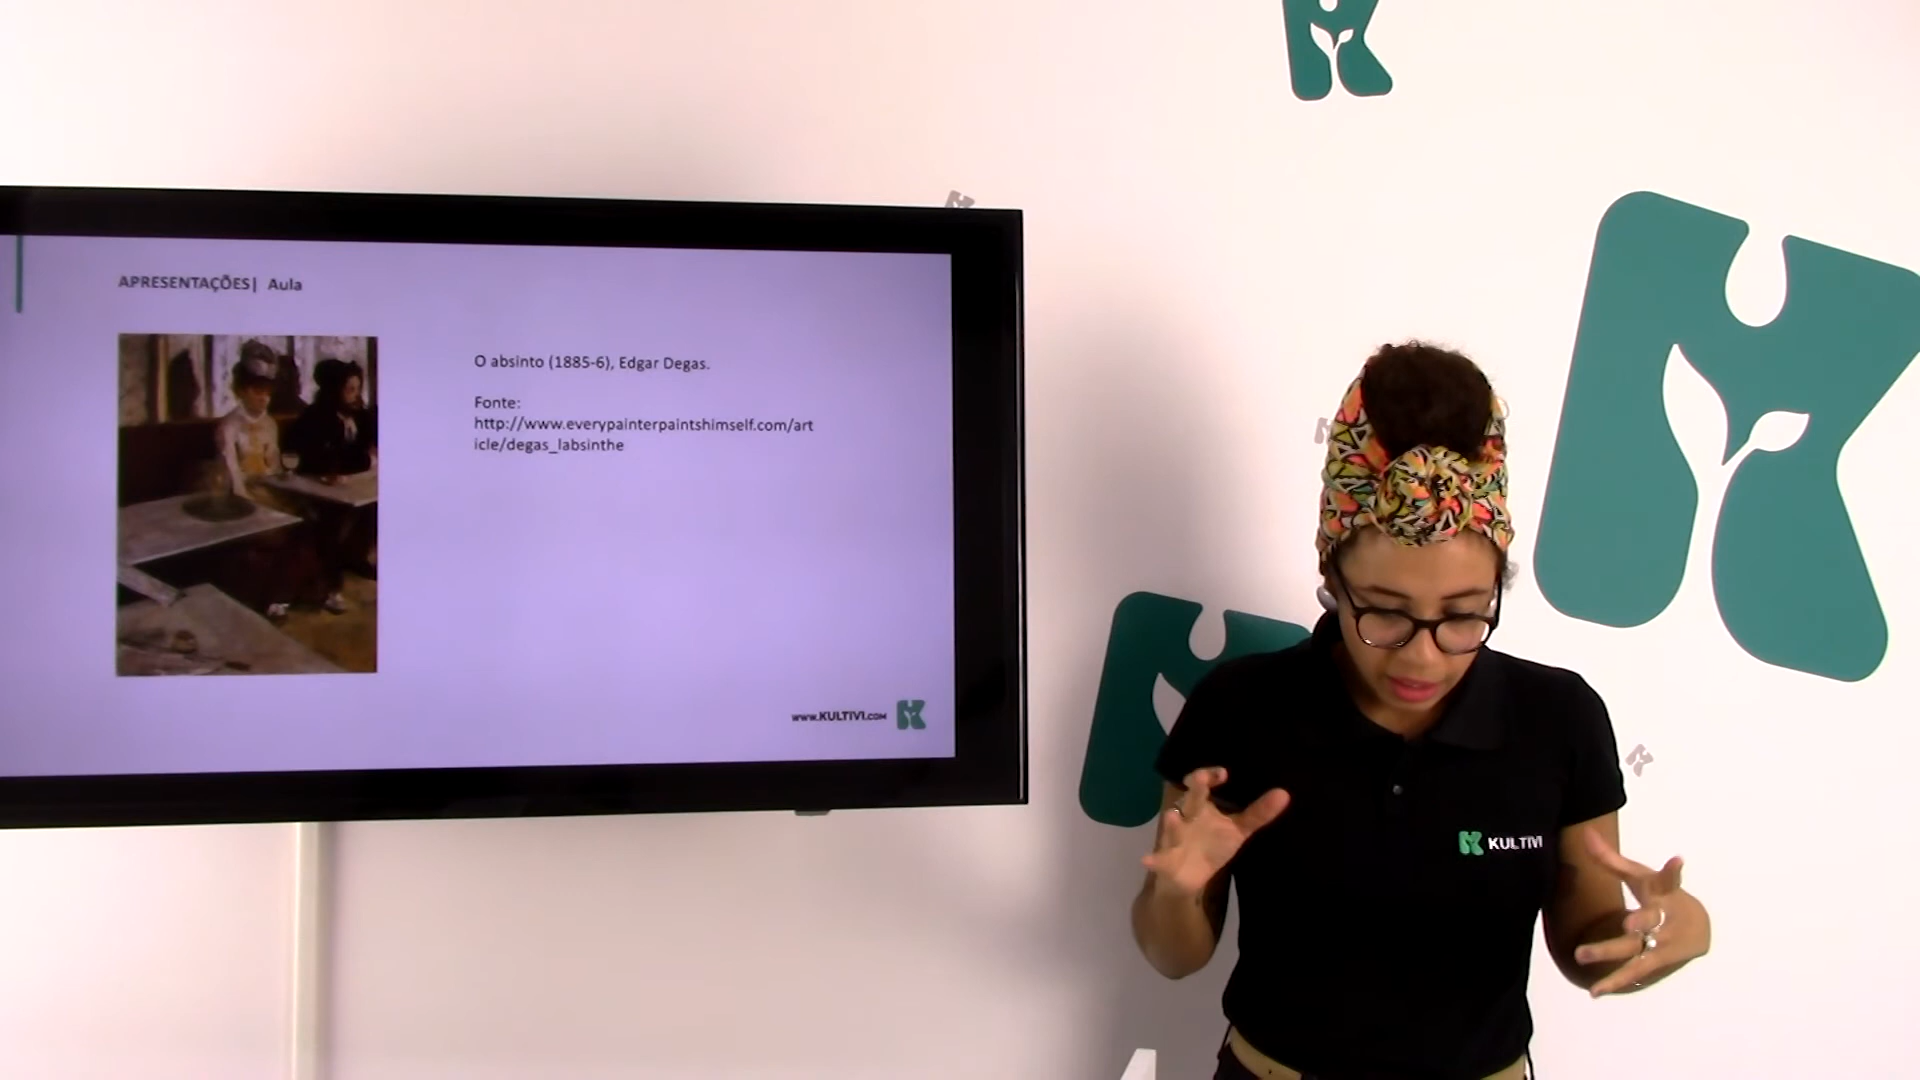 APRESENTAÇÕES| Aula
O absinto (1885-6), Edgar Degas.
Fonte:
http://www.everypainterpaintshimself.com/art
icle/degas_labsinthe
www.KULTIVI.com
KULTIVI